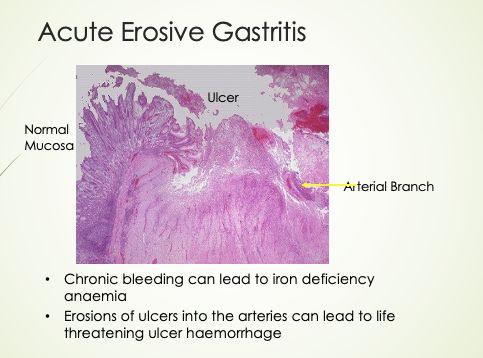 Acute Erosive Gastritis
Ulcer
Normal
Mucosa
Arterial Branch
• Chronic bleeding can lead to iron deficiency
anaemia
• Erosions of ulcers into the arteries can lead to life
threatening ulcer haemorrhage